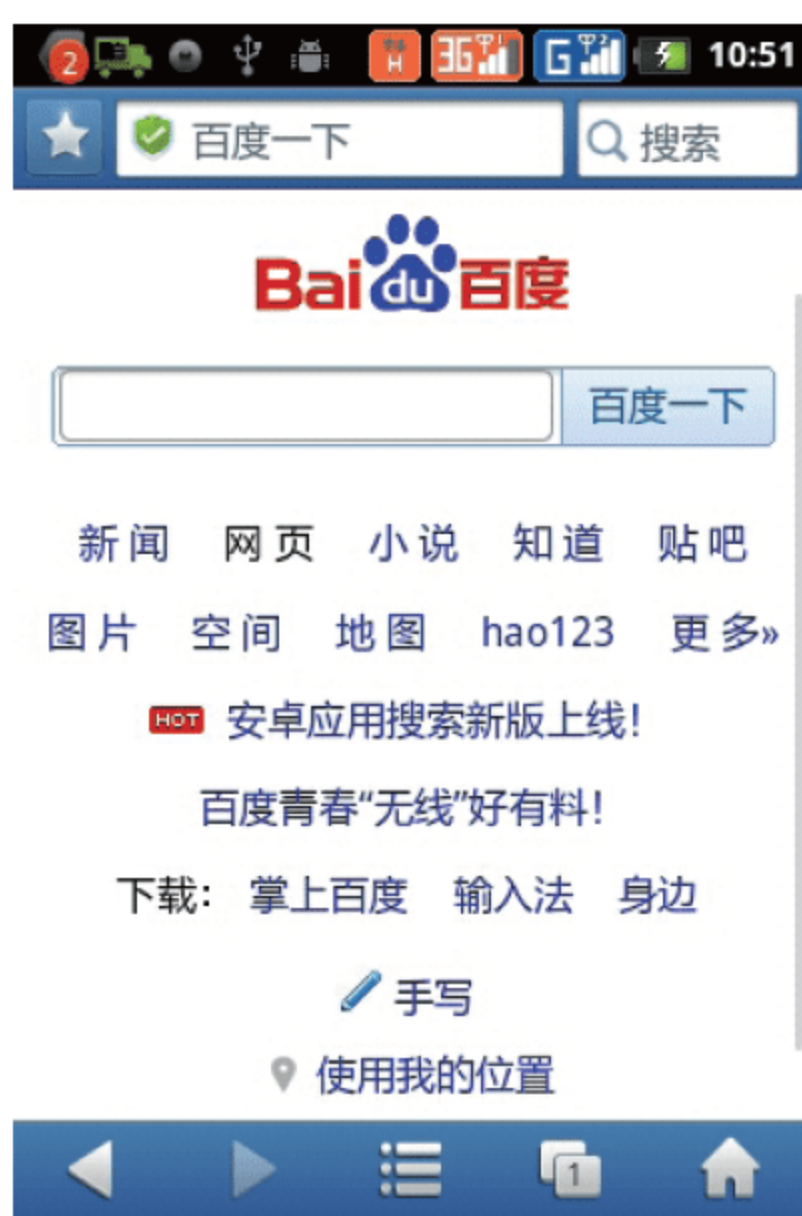 2 H 3G 1 G 2 10:51
百度一下 搜索
Bai du 百度
百度一下
新闻 网页 小说 知道 贴吧
图片 空间 地图 hao123 更多»
HOT 安卓应用搜索新版上线!
百度青春“无线”好有料!
下载: 掌上百度 输入法 身边
手写
使用我的位置
1